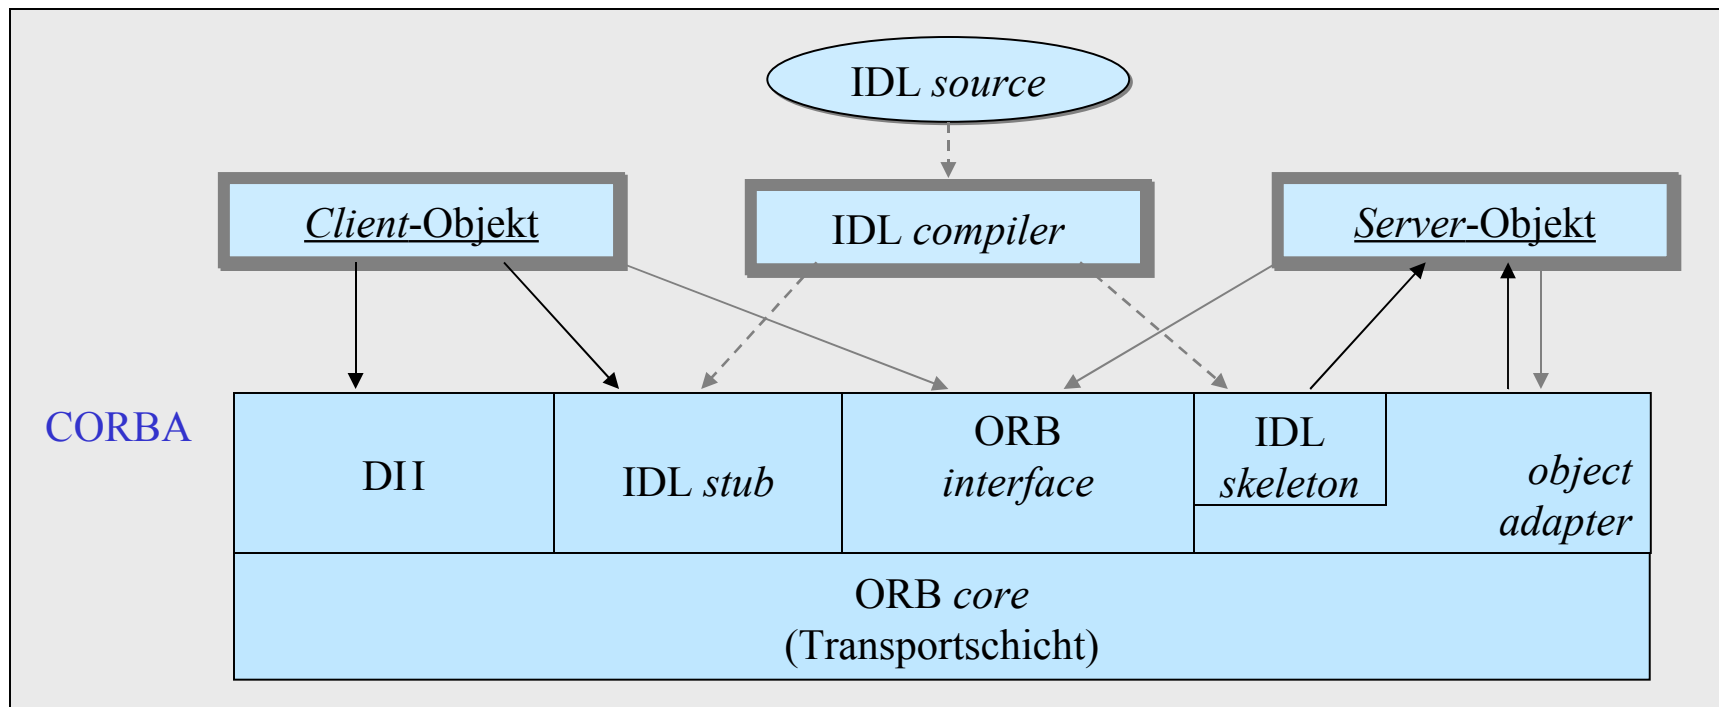 IDL source
Client-Objekt
IDL compiler
Server-Objekt
CORBA
DII
IDL stub
ORB
interface
IDL
skeleton
object
adapter
ORB core
(Transportschicht)